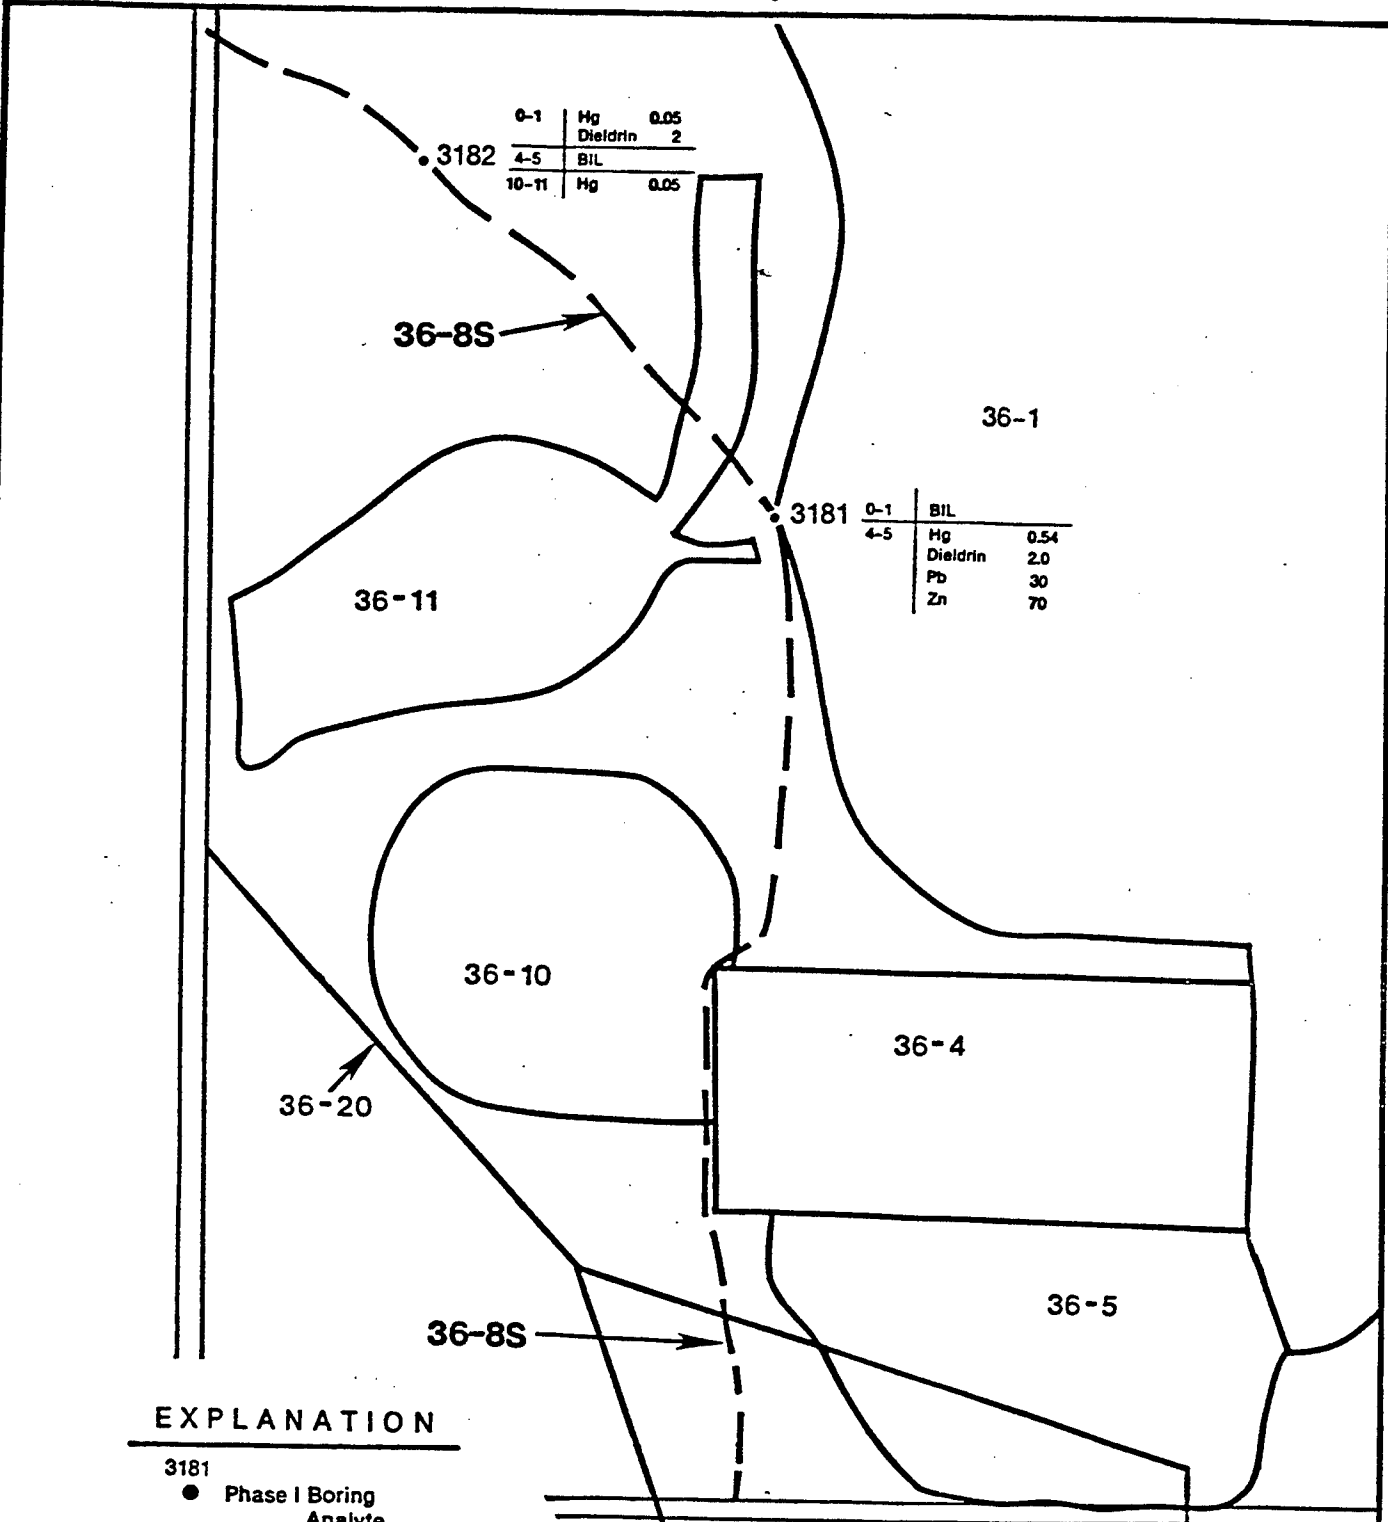 0-1 Hg 0.05
Dieldrin 2
3182 4-5 BIL
10-11 Hg 0.05
36-8S
36-1
3181 0-1 BIL
4-5 Hg 0.54
Dieldrin 2.0
Pb 30
Zn 70
36-11
36-10
36-4
36-20
36-5
36-8S
EXPLANATION
3181
Phase I Boring
Analyte